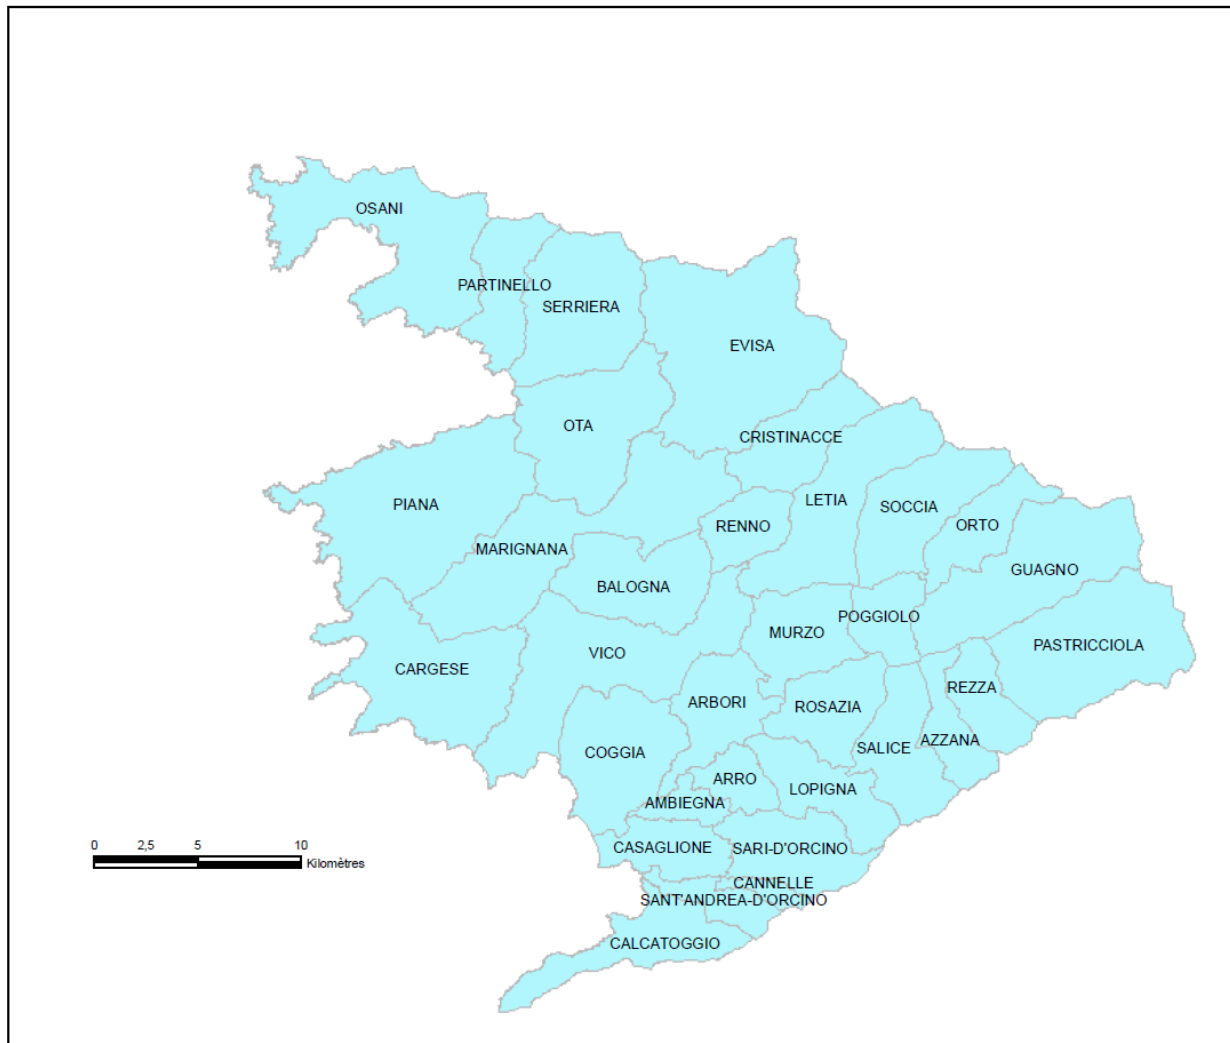 OSANI
PARTINELLO
SERRIERA
EVISA
OTA
CRISTINACCE
PIANA
LETIA
SOCCIA
RENNO
ORTO
MARIGNANA
GUAGNO
BALOGNA
POGGIOLO
MURZO
PASTRICCIOLA
VICO
CARGESE
REZZA
ARBORI
ROSAZIA
AZZANA
SALICE
COGGIA
ARRO
LOPIGNA
AMBIEGNA
CASAGLIONE
SARI-D'ORCINO
0 2,5 5 10
Kilomètres
CANNELLE
SANT'ANDREA-D'ORCINO
CALCATOGGIO